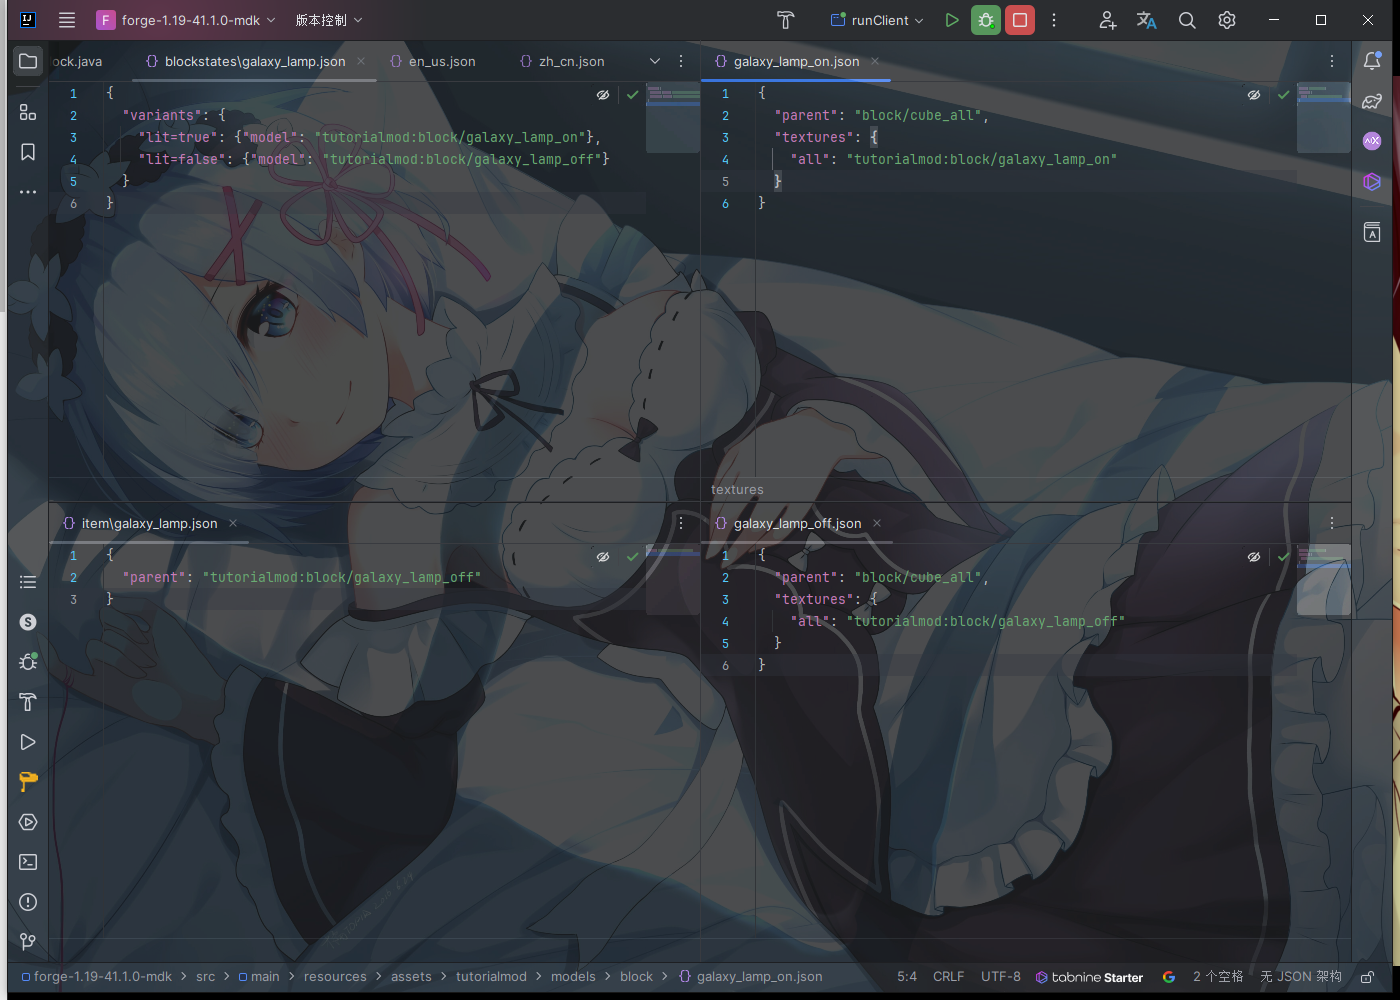 forge-1.19-41.1.0-mdk 版本控制 runClient
ock.java blockstates\galaxy_lamp.json en_us.json zh_cn.json
1 {
2 "variants": {
3 "lit=true": {"model": "tutorialmod:block/galaxy_lamp_on"},
4 "lit=false": {"model": "tutorialmod:block/galaxy_lamp_off"}
5 }
6 }
galaxy_lamp_on.json
1 {
2 "parent": "block/cube_all",
3 "textures": {
4 "all": "tutorialmod:block/galaxy_lamp_on"
5 }
6 }
textures
item\galaxy_lamp.json
1 {
2 "parent": "tutorialmod:block/galaxy_lamp_off"
3 }
galaxy_lamp_off.json
1 {
2 "parent": "block/cube_all",
3 "textures": {
4 "all": "tutorialmod:block/galaxy_lamp_off"
5 }
6 }
forge-1.19-41.1.0-mdk > src > main > resources > assets > tutorialmod > models > block > galaxy_lamp_on.json 5:4 CRLF UTF-8 tabnine Starter 2 个空格 无 JSON 架构